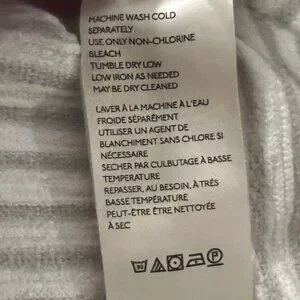 MACHINE WASH COLD
SEPARATELY
USE ONLY NON-CHLORINE
BLEACH
TUMBLE DRY LOW
LOW IRON AS NEEDED
MAY BE DRY CLEANED
LAVER À LA MACHINE À L'EAU
FROIDE SÉPARÉMENT
UTILISER UN AGENT DE
BLANCHIMENT SANS CHLORE SI
NÉCESSAIRE
SECHER PAR CULBUTAGE À BASSE
TEMPERATURE
REPASSER, AU BESOIN, À TRÈS
BASSE TEMPÉRATURE
PEUT-ÊTRE ÊTRE NETTOYÉE
À SEC
P